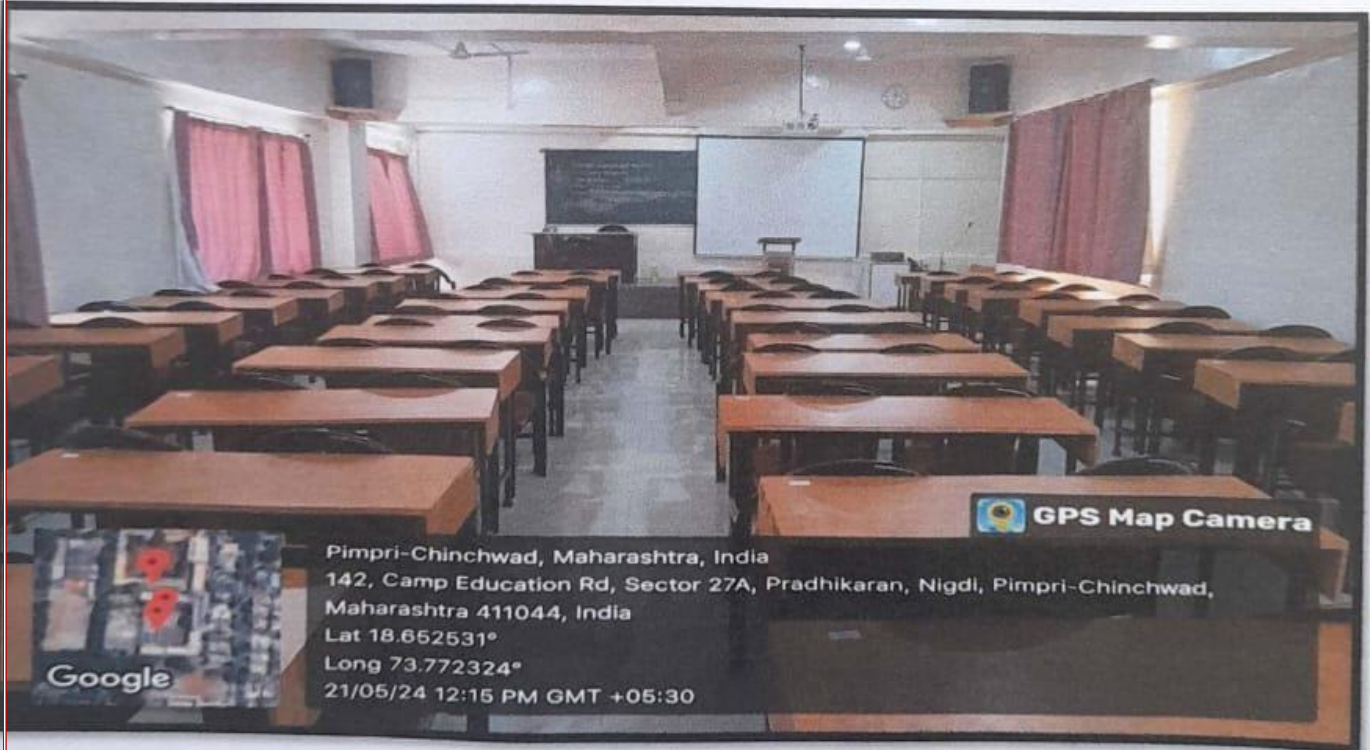 GPS Map Camera
Pimpri-Chinchwad, Maharashtra, India
142, Camp Education Rd, Sector 27A, Pradhikaran, Nigdi, Pimpri-Chinchwad,
Maharashtra 411044, India
Lat 18.652531°
Long 73.772324°
21/05/24 12:15 PM GMT +05:30
Google